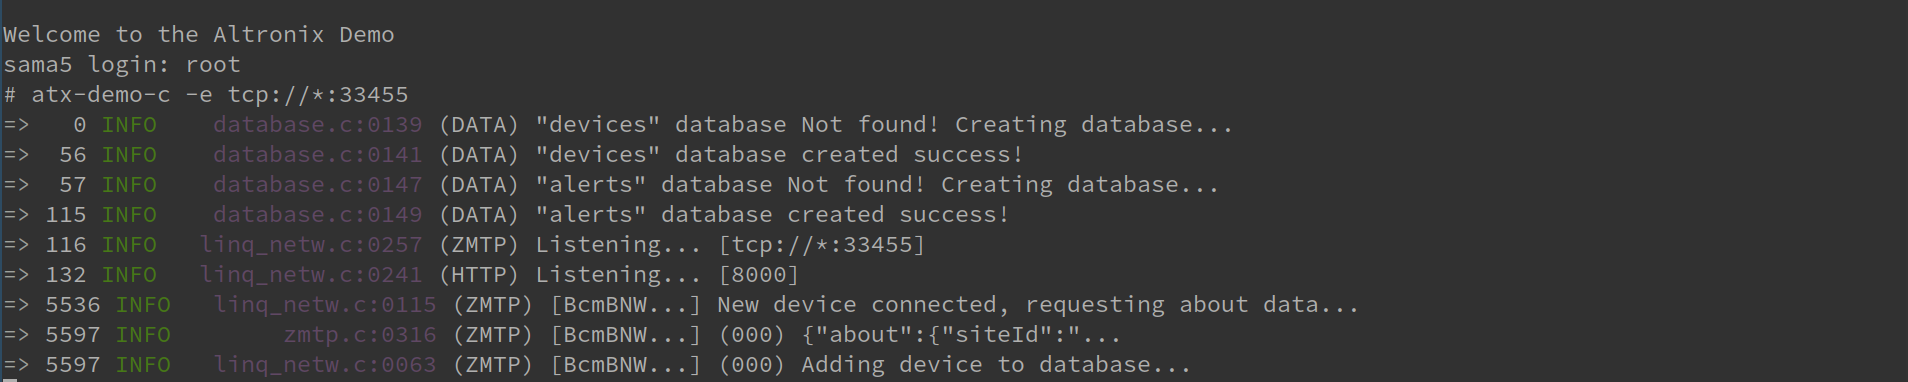 Welcome to the Altronix Demo
sama5 login: root
# atx-demo-c -e tcp://*:33455
=>   0 INFO    database.c:0139 (DATA) "devices" database Not found! Creating database...
=>  56 INFO    database.c:0141 (DATA) "devices" database created success!
=>  57 INFO    database.c:0147 (DATA) "alerts" database Not found! Creating database...
=> 115 INFO    database.c:0149 (DATA) "alerts" database created success!
=> 116 INFO   linq_netw.c:0257 (ZMTP) Listening... [tcp://*:33455]
=> 132 INFO   linq_netw.c:0241 (HTTP) Listening... [8000]
=> 5536 INFO   linq_netw.c:0115 (ZMTP) [BcmBNW...] New device connected, requesting about data...
=> 5597 INFO        zmtp.c:0316 (ZMTP) [BcmBNW...] (000) {"about":{"siteId":"...
=> 5597 INFO   linq_netw.c:0063 (ZMTP) [BcmBNW...] (000) Adding device to database...